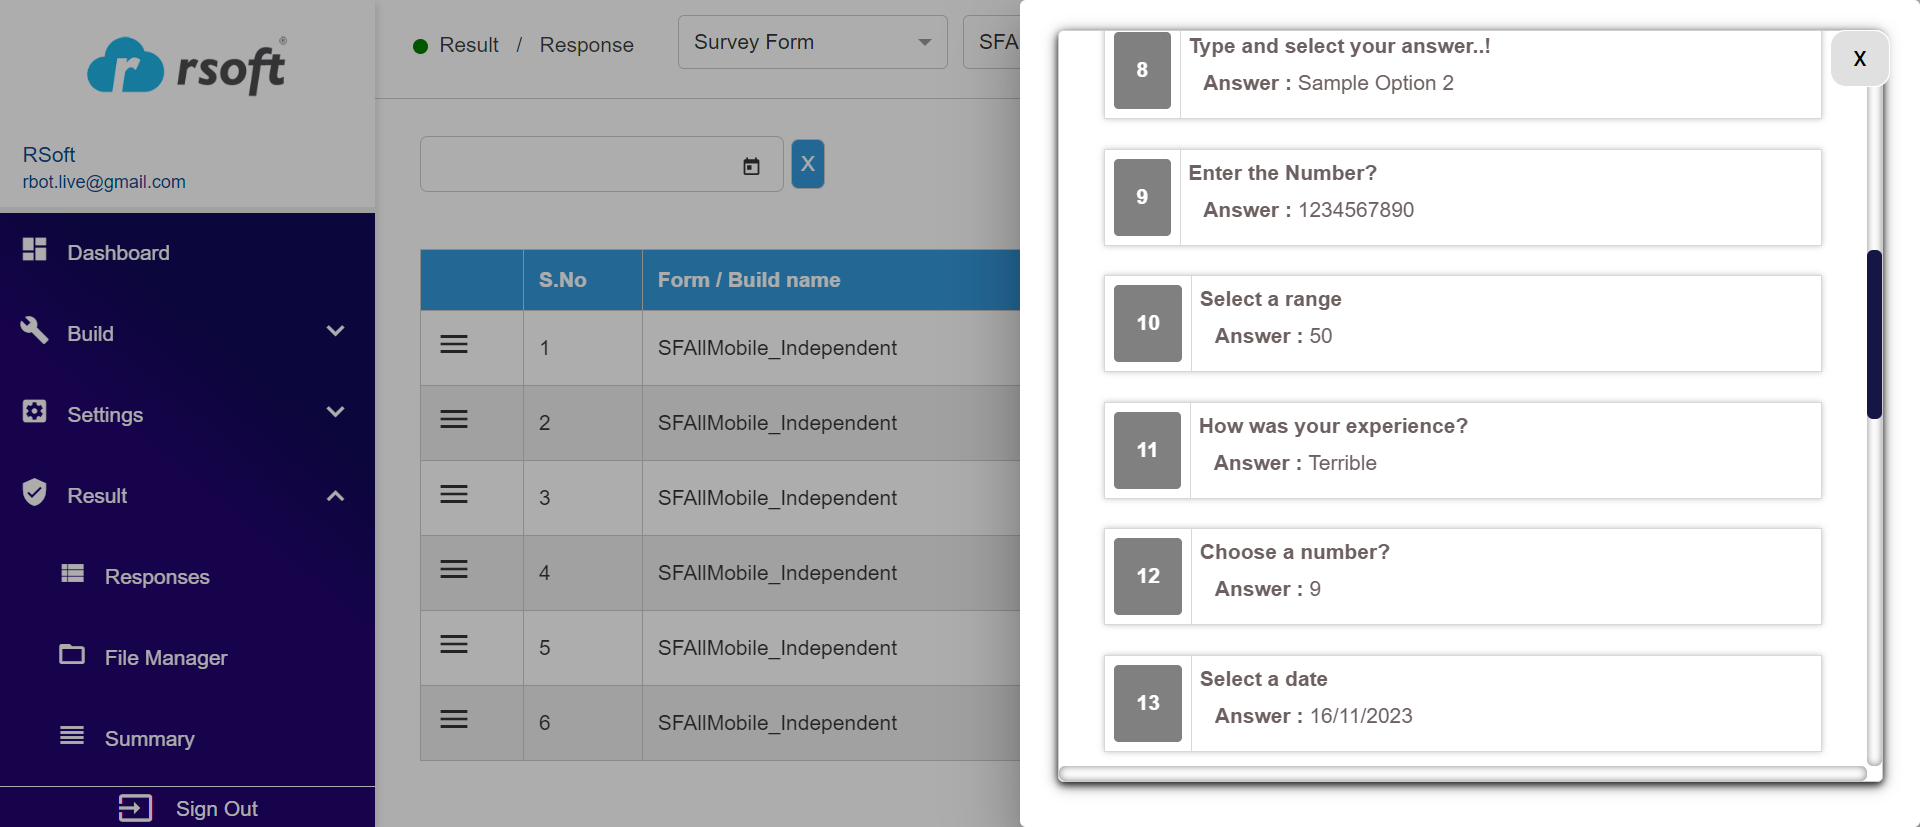 rsoft
®
RSoft
rbot.live@gmail.com
Dashboard
Build
Settings
Result
Responses
File Manager
Summary
Sign Out
Result / Response
Survey Form
SFA
X
S.No Form / Build name
1 SFAllMobile_Independent
2 SFAllMobile_Independent
3 SFAllMobile_Independent
4 SFAllMobile_Independent
5 SFAllMobile_Independent
6 SFAllMobile_Independent
X
8 Type and select your answer..!
Answer : Sample Option 2
9 Enter the Number?
Answer : 1234567890
10 Select a range
Answer : 50
11 How was your experience?
Answer : Terrible
12 Choose a number?
Answer : 9
13 Select a date
Answer : 16/11/2023